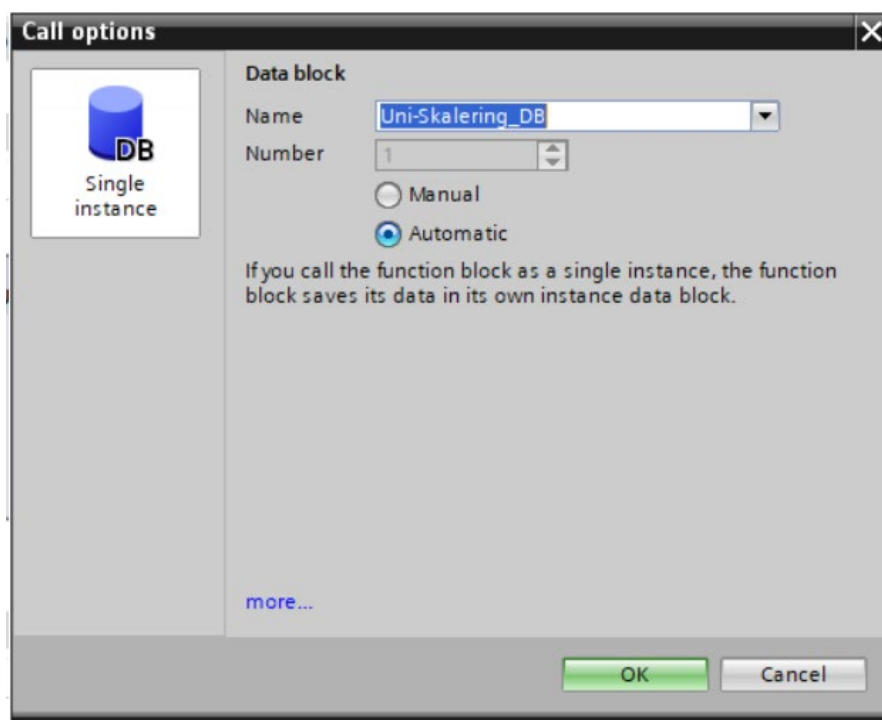 Call options
DB
Single
instance
Data block
Name
Uni-Skalering_DB
Number
1
Manual
Automatic
If you call the function block as a single instance, the function
block saves its data in its own instance data block.
more...
OK
Cancel